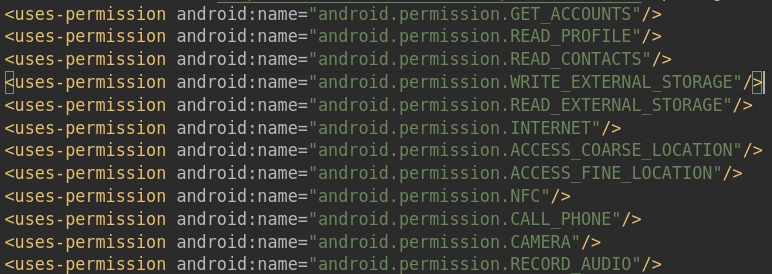 <uses-permission android:name="android.permission.GET_ACCOUNTS"/>
<uses-permission android:name="android.permission.READ_PROFILE"/>
<uses-permission android:name="android.permission.READ_CONTACTS"/>
<uses-permission android:name="android.permission.WRITE_EXTERNAL_STORAGE"/>
<uses-permission android:name="android.permission.READ_EXTERNAL_STORAGE"/>
<uses-permission android:name="android.permission.INTERNET"/>
<uses-permission android:name="android.permission.ACCESS_COARSE_LOCATION"/>
<uses-permission android:name="android.permission.ACCESS_FINE_LOCATION"/>
<uses-permission android:name="android.permission.NFC"/>
<uses-permission android:name="android.permission.CALL_PHONE"/>
<uses-permission android:name="android.permission.CAMERA"/>
<uses-permission android:name="android.permission.RECORD_AUDIO"/>